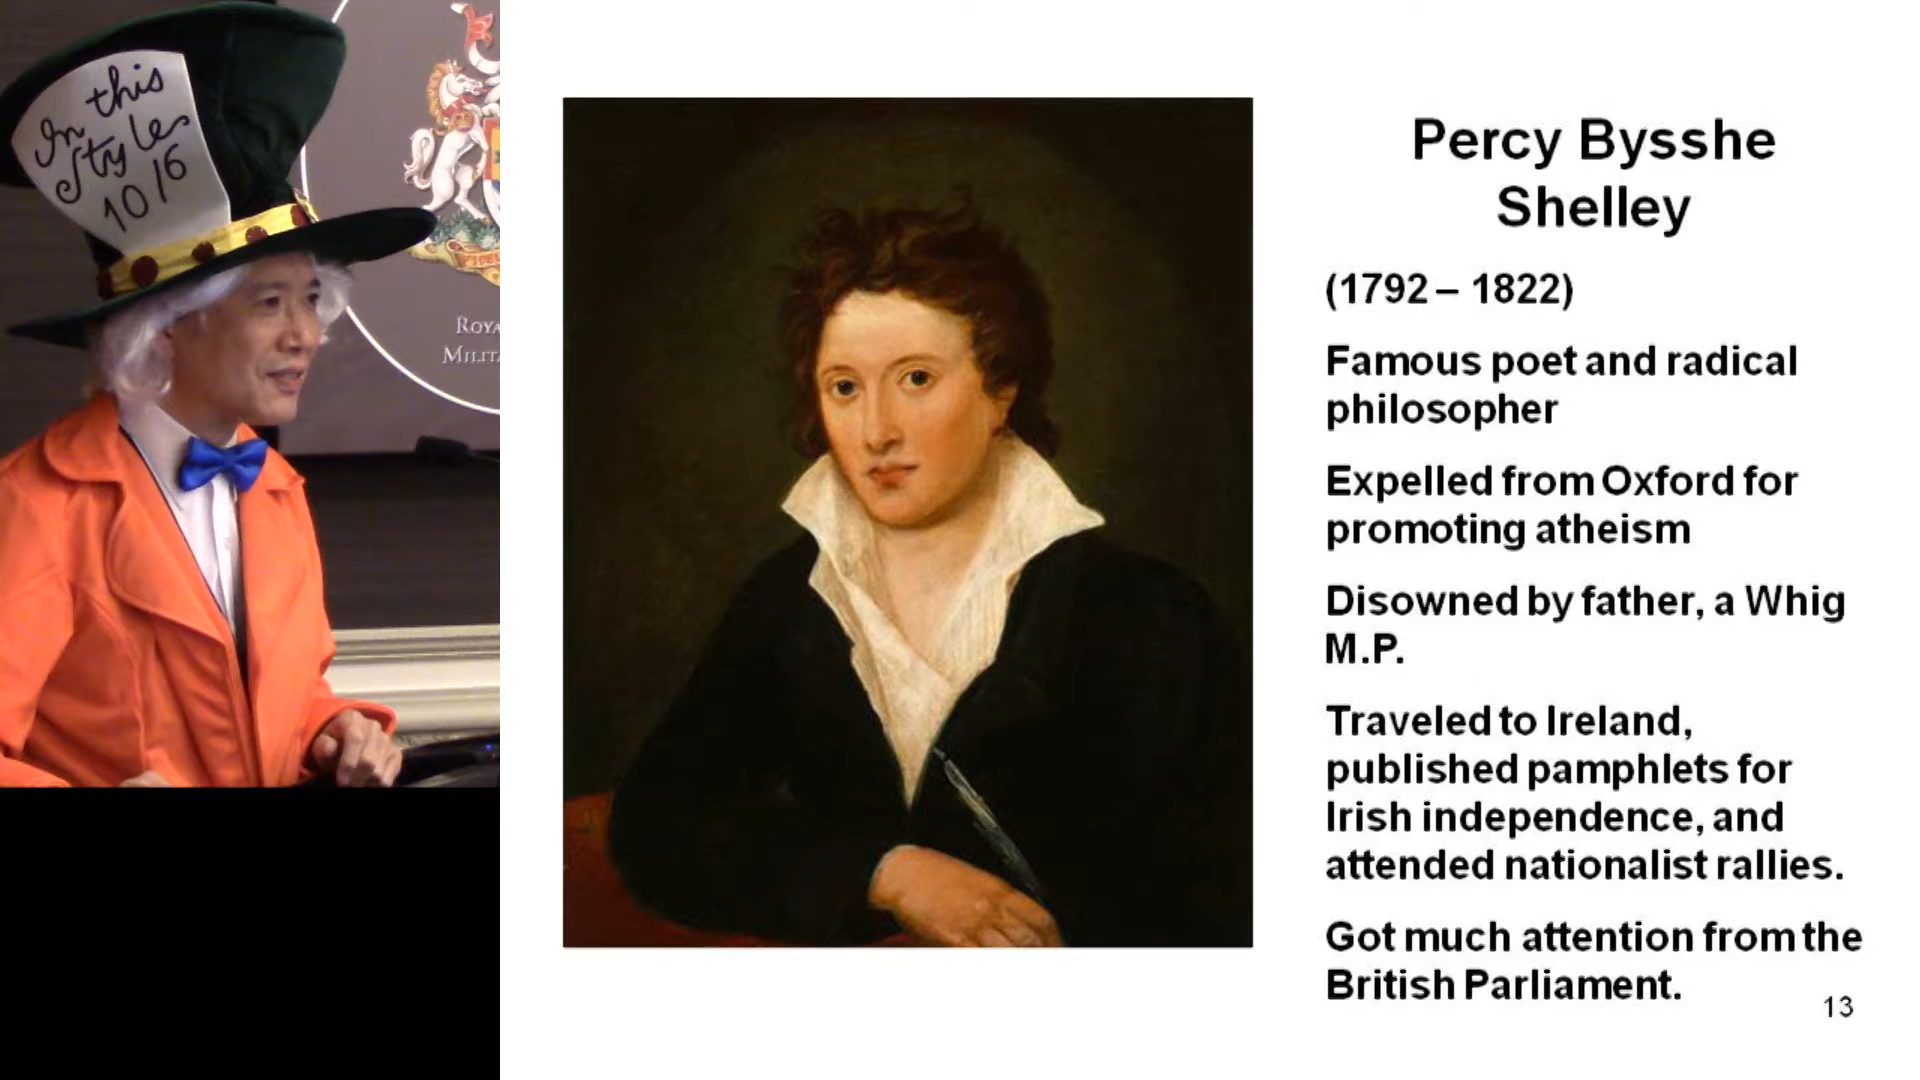 In this
Style
10/6
FIDEL
ROYA
MILITA
Percy Bysshe
Shelley
(1792 – 1822)
Famous poet and radical
philosopher
Expelled from Oxford for
promoting atheism
Disowned by father, a Whig
M.P.
Traveled to Ireland,
published pamphlets for
Irish independence, and
attended nationalist rallies.
Got much attention from the
British Parliament.
13